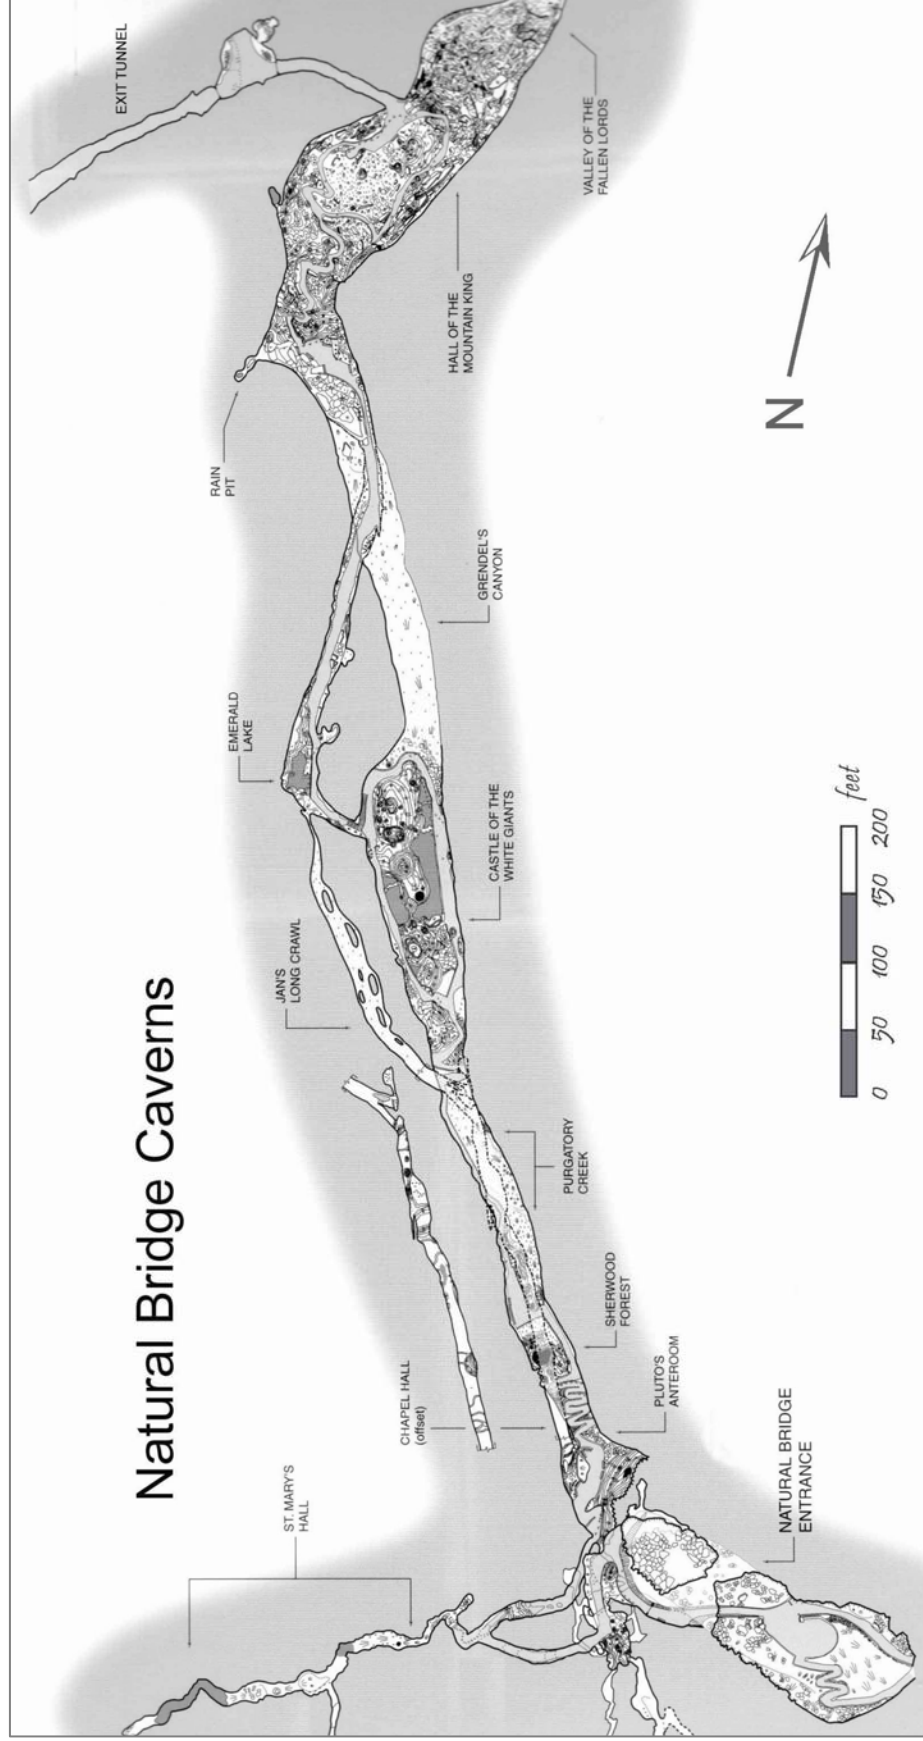 Natural Bridge Caverns
ST. MARY'S
HALL
CHAPEL HALL
(offset)
JAN'S
LONG CRAWL
EMERALD
LAKE
RAIN
PIT
EXIT TUNNEL
NATURAL BRIDGE
ENTRANCE
PLUTO'S
ANTEROOM
SHERWOOD
FOREST
PURGATORY
CREEK
CASTLE OF THE
WHITE GIANTS
GRENDEL'S
CANYON
HALL OF THE
MOUNTAIN KING
VALLEY OF THE
FALLEN LORDS
N
0 50 100 150 200 feet